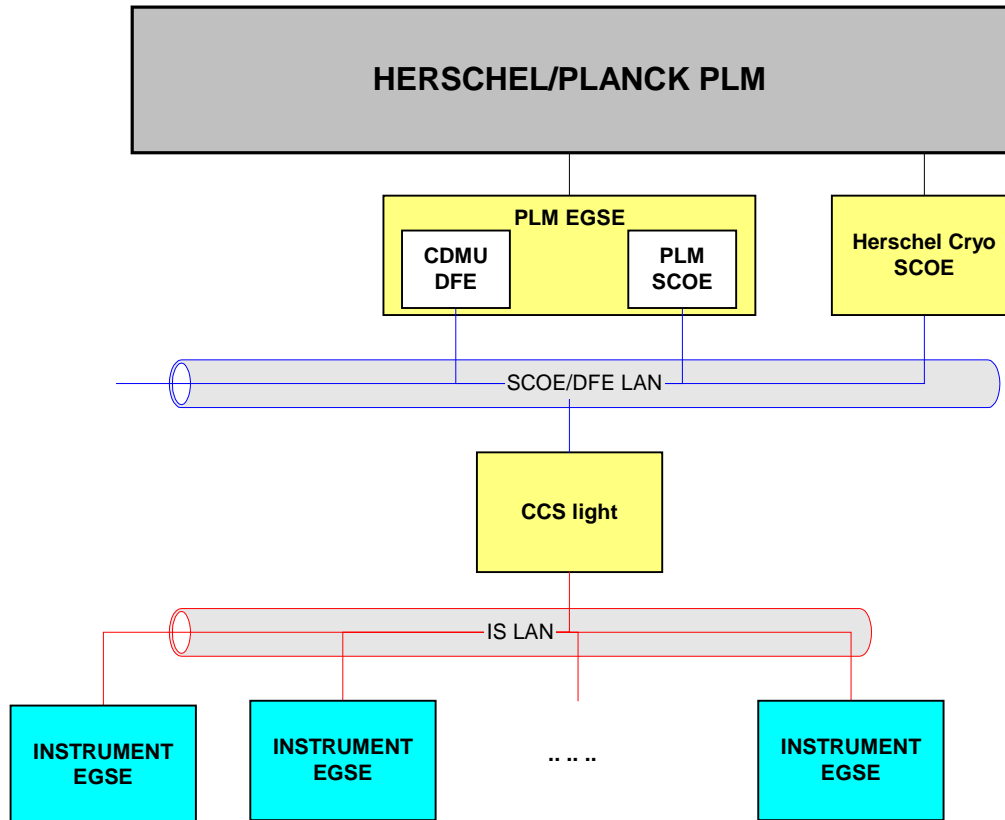 HERSCHEL/PLANCK PLM
PLM EGSE
CDMU
DFE
PLM
SCOE
Herschel Cryo
SCOE
SCOE/DFE LAN
CCS light
IS LAN
INSTRUMENT
EGSE
INSTRUMENT
EGSE
.. .. ..
INSTRUMENT
EGSE